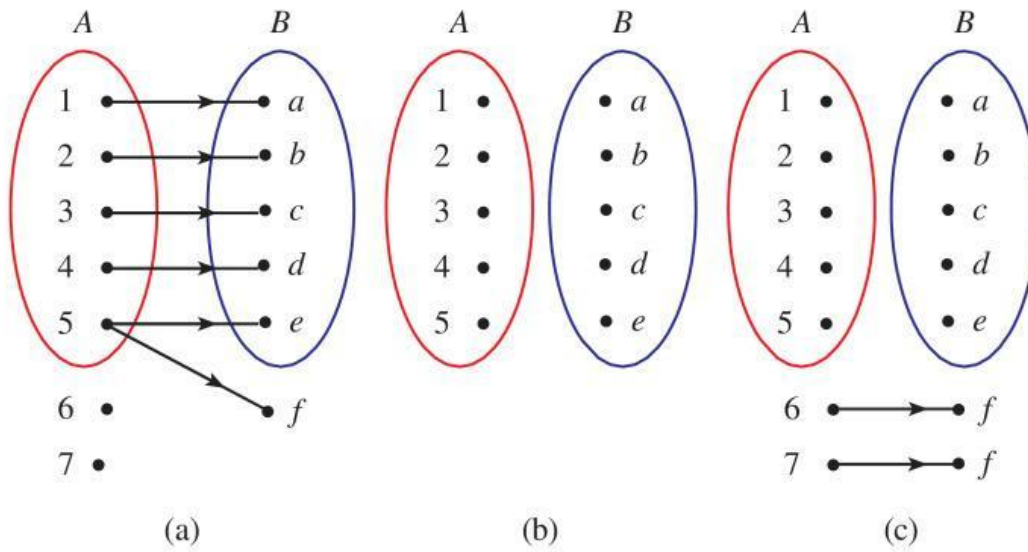 A B A B A B
1 a 1 a 1 a
2 b 2 b 2 b
3 c 3 c 3 c
4 d 4 d 4 d
5 e 5 e 5 e
6 f 6 f
7 7 f
(a) (b) (c)